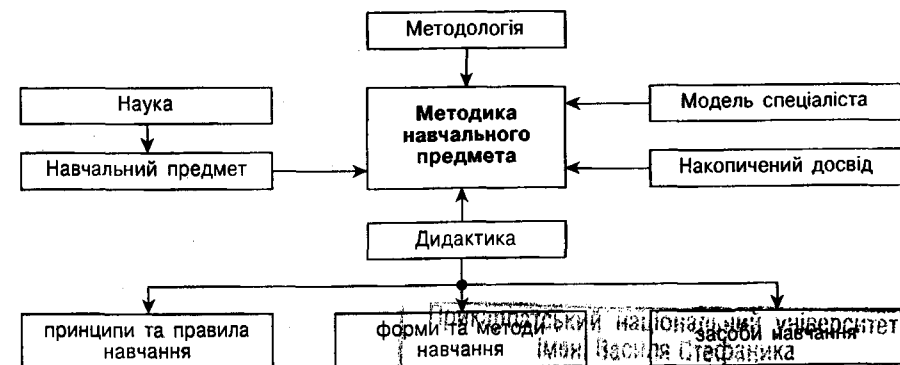 Методологія
Наука
Методика
навчального
предмета
Модель спеціаліста
Навчальний предмет
Накопичений досвід
Дидактика
принципи та правила
навчання
форми та методи
навчання
засоби навчання
Прикарпатський національний університет
імені Василя Стефаника